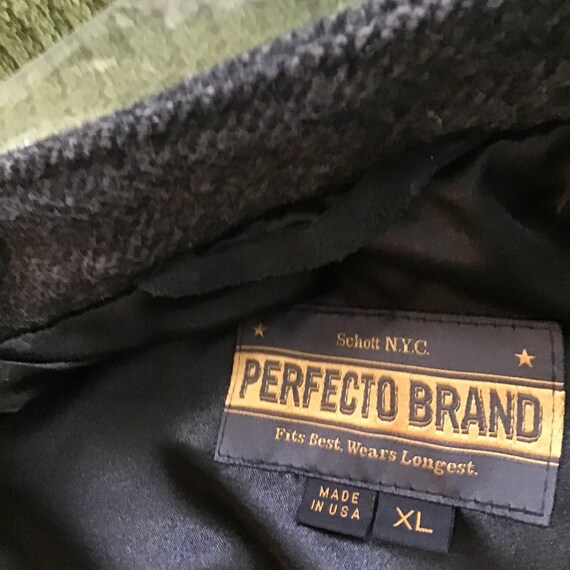 Schott N.Y.C.
PERFECTO BRAND
Fits Best. Wears Longest.
MADE
IN USA
XL